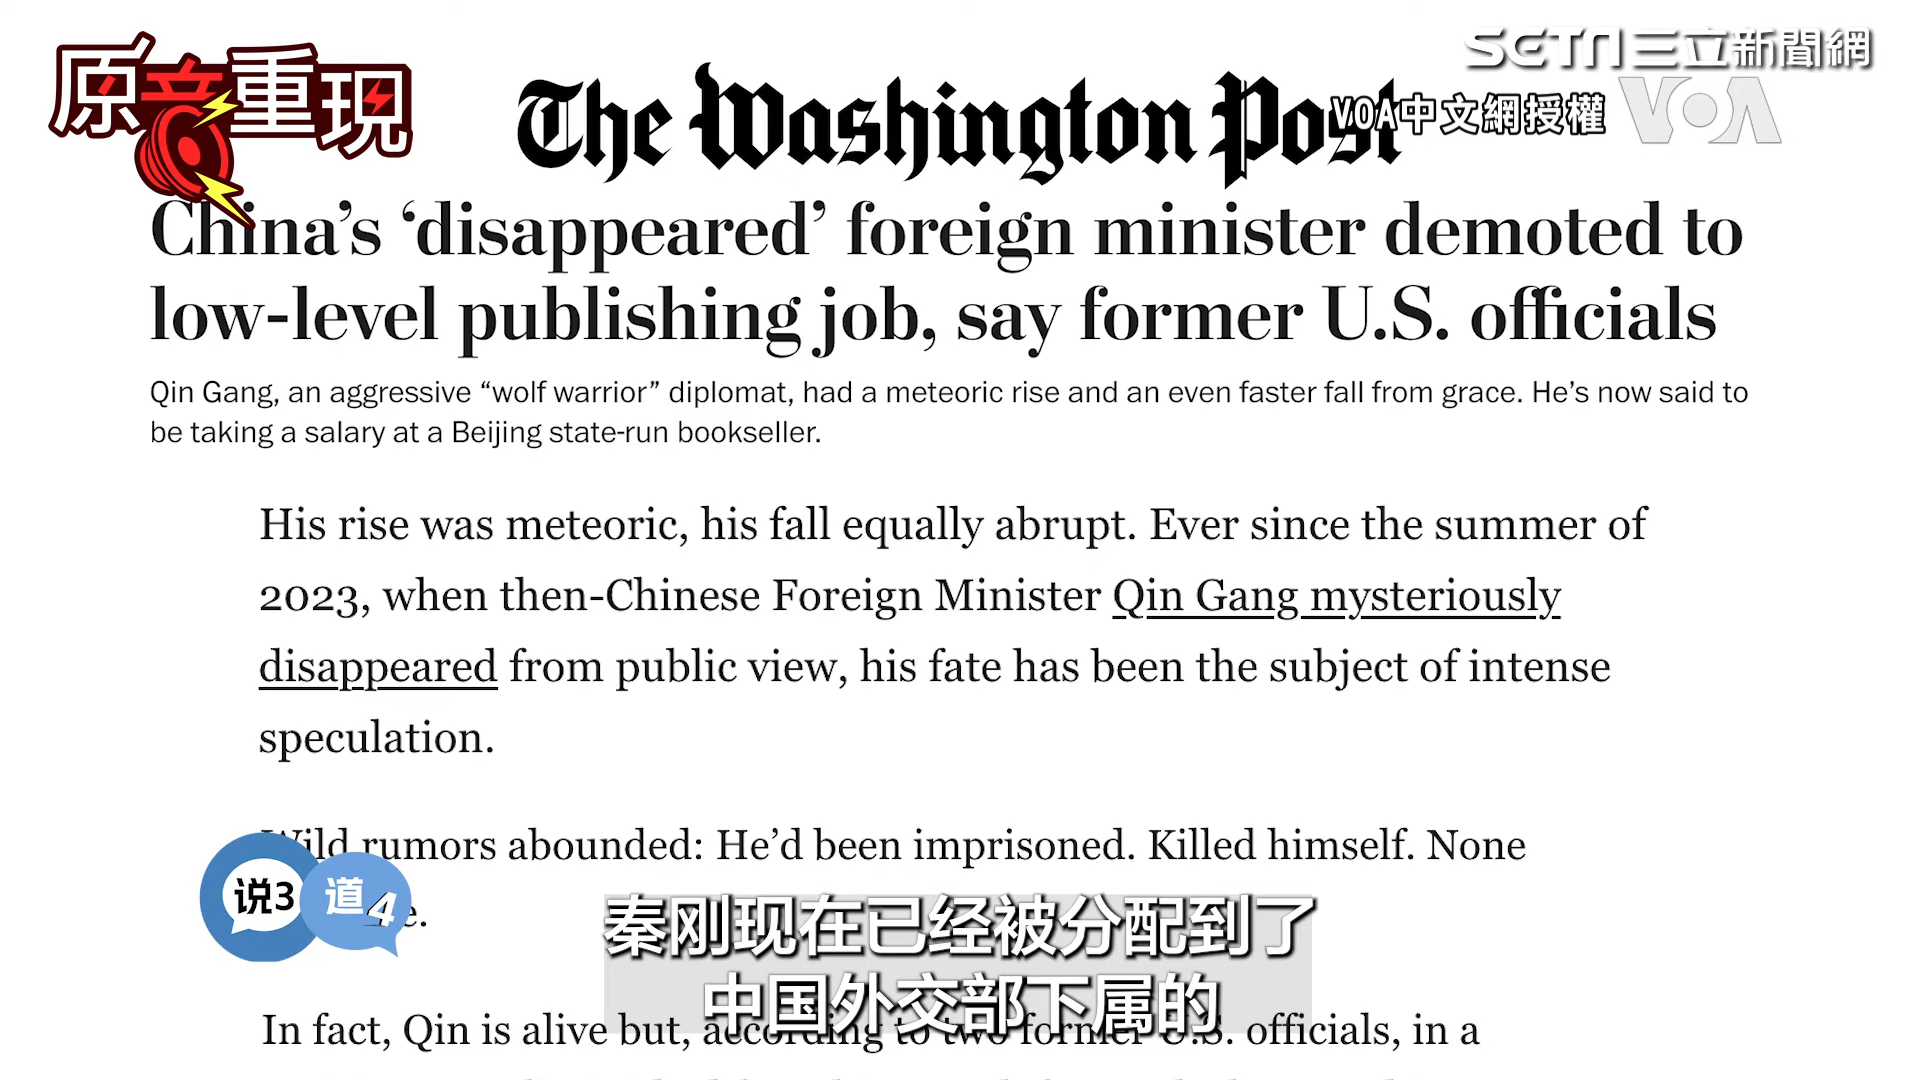 原音重現
SETN 三立新聞網
The Washington Post
VOA中文網授權 VOA
China’s ‘disappeared’ foreign minister demoted to
low-level publishing job, say former U.S. officials
Qin Gang, an aggressive “wolf warrior” diplomat, had a meteoric rise and an even faster fall from grace. He’s now said to
be taking a salary at a Beijing state-run bookseller.
His rise was meteoric, his fall equally abrupt. Ever since the summer of
2023, when then-Chinese Foreign Minister Qin Gang mysteriously
disappeared from public view, his fate has been the subject of intense
speculation.
Wild rumors abounded: He’d been imprisoned. Killed himself. None
说3道4
秦刚现在已经被分配到了
中国外交部下属的
In fact, Qin is alive but, according to two former U.S. officials, in a